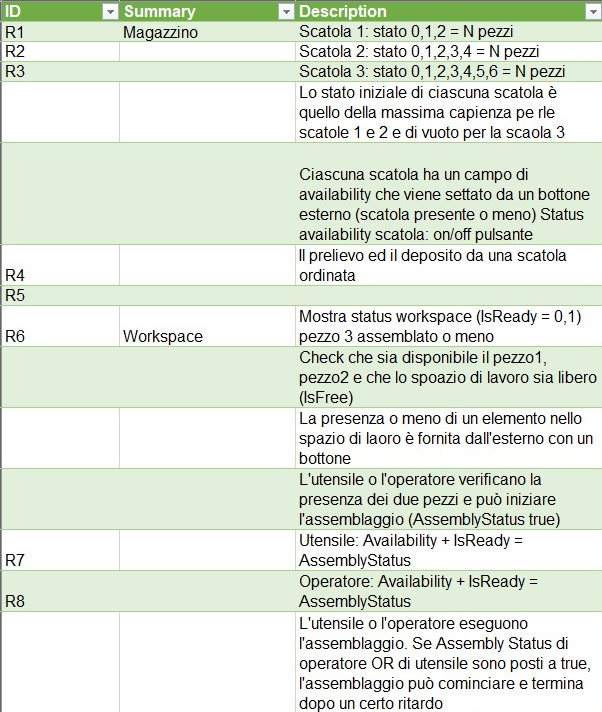 ID Summary Description
R1 Magazzino Scatola 1: stato 0,1,2 = N pezzi
R2 Scatola 2: stato 0,1,2,3,4 = N pezzi
R3 Scatola 3: stato 0,1,2,3,4,5,6 = N pezzi
Lo stato iniziale di ciascuna scatola è
quello della massima capienza pe rle
scatole 1 e 2 e di vuoto per la scaola 3
Ciascuna scatola ha un campo di
availability che viene settato da un bottone
esterno (scatola presente o meno) Status
availability scatola: on/off pulsante
Il prelievo ed il deposito da una scatola
R4 ordinata
R5
Mostra status workspace (IsReady = 0,1)
R6 Workspace pezzo 3 assemblato o meno
Check che sia disponibile il pezzo1,
pezzo2 e che lo spoazio di lavoro sia libero
(IsFree)
La presenza o meno di un elemento nello
spazio di laoro è fornita dall'esterno con un
bottone
L'utensile o l'operatore verificano la
presenza dei due pezzi e può iniziare
l'assemblaggio (AssemblyStatus true)
Utensile: Availability + IsReady =
R7 AssemblyStatus
Operatore: Availability + IsReady =
R8 AssemblyStatus
L'utensile o l'operatore eseguono
l'assemblaggio. Se Assembly Status di
operatore OR di utensile sono posti a true,
l'assemblaggio può cominciare e termina
dopo un certo ritardo